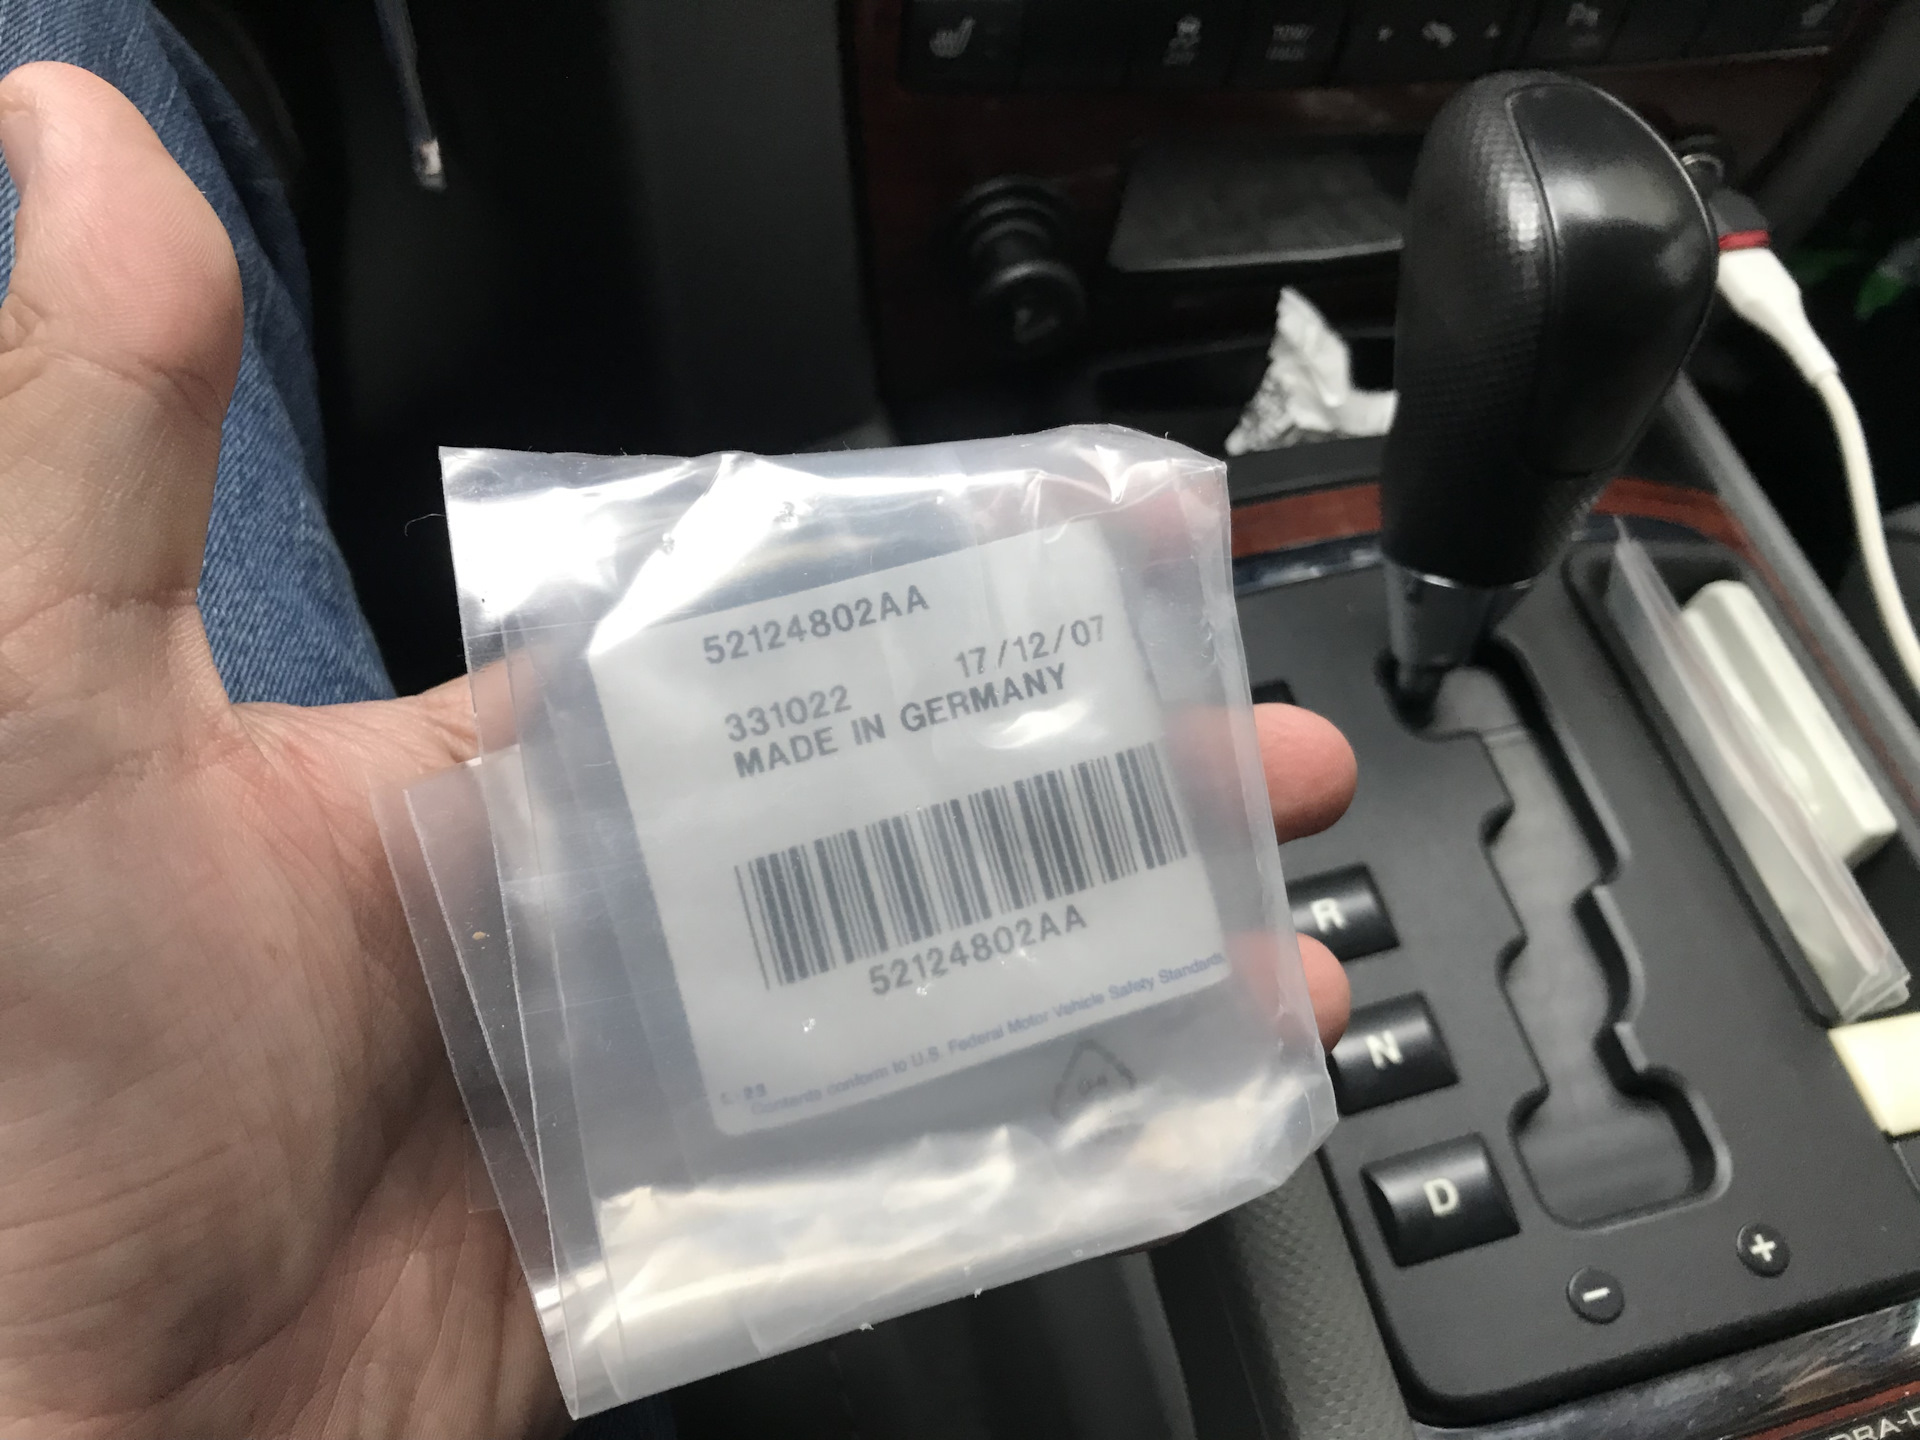 52124802AA
17/12/07
331022
MADE IN GERMANY
52124802AA
Contents conform to U.S. Federal Motor Vehicle Safety Standards
R
N
D
+
-